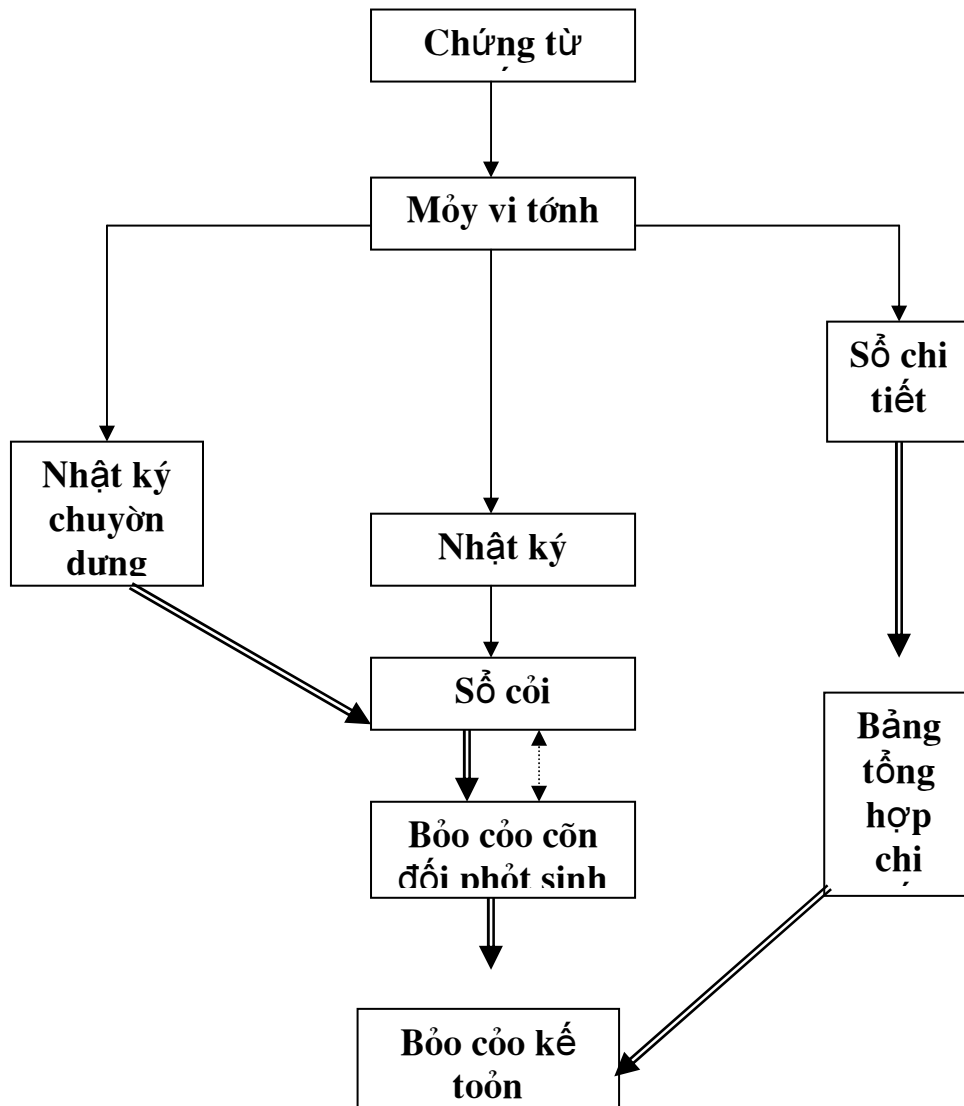 Chứng từ
Mỏy vi tớnh
Sổ chi
tiết
Nhật ký
chuyờn
dựng
Nhật ký
Sổ cỏi
Bỏo cỏo cõn
đối phỏt sinh
Bảng
tổng
hợp
chi
Bỏo cỏo kế
toỏn